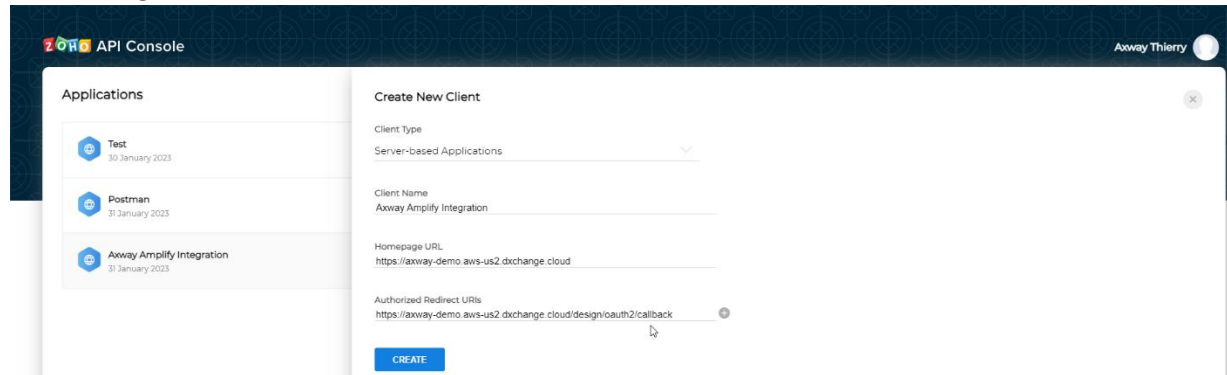 ZOHO API Console
Axway Thierry
Applications
Test
30 January 2023
Postman
31 January 2023
Axway Amplify Integration
31 January 2023
Create New Client
Client Type
Server-based Applications
Client Name
Axway Amplify Integration
Homepage URL
https://axway-demo.aws-us2.dxchange.cloud
Authorized Redirect URIs
https://axway-demo.aws-us2.dxchange.cloud/design/oauth2/callback
CREATE